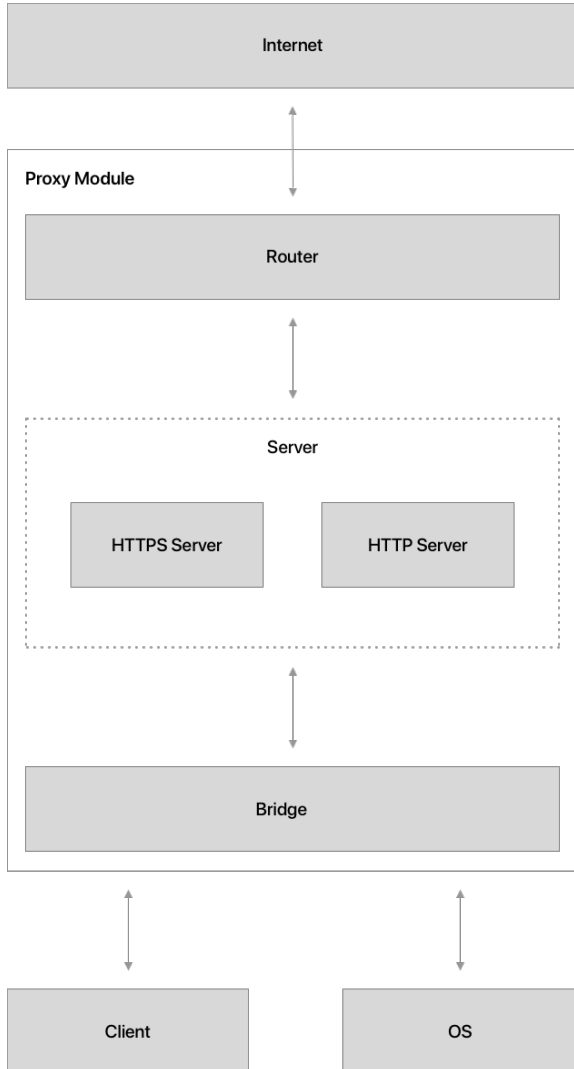 Internet
Proxy Module
Router
Server
HTTPS Server
HTTP Server
Bridge
Client
OS